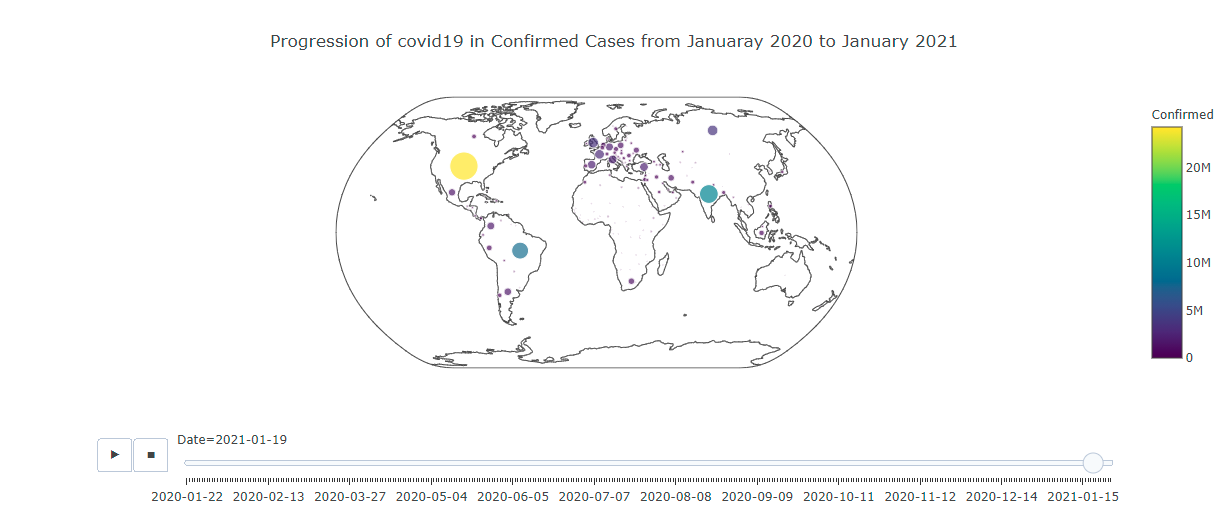 Progression of covid19 in Confirmed Cases from Januaray 2020 to January 2021
Confirmed
20M
15M
10M
5M
0
Date=2021-01-19
2020-01-22 2020-02-13 2020-03-27 2020-05-04 2020-06-05 2020-07-07 2020-08-08 2020-09-09 2020-10-11 2020-11-12 2020-12-14 2021-01-15